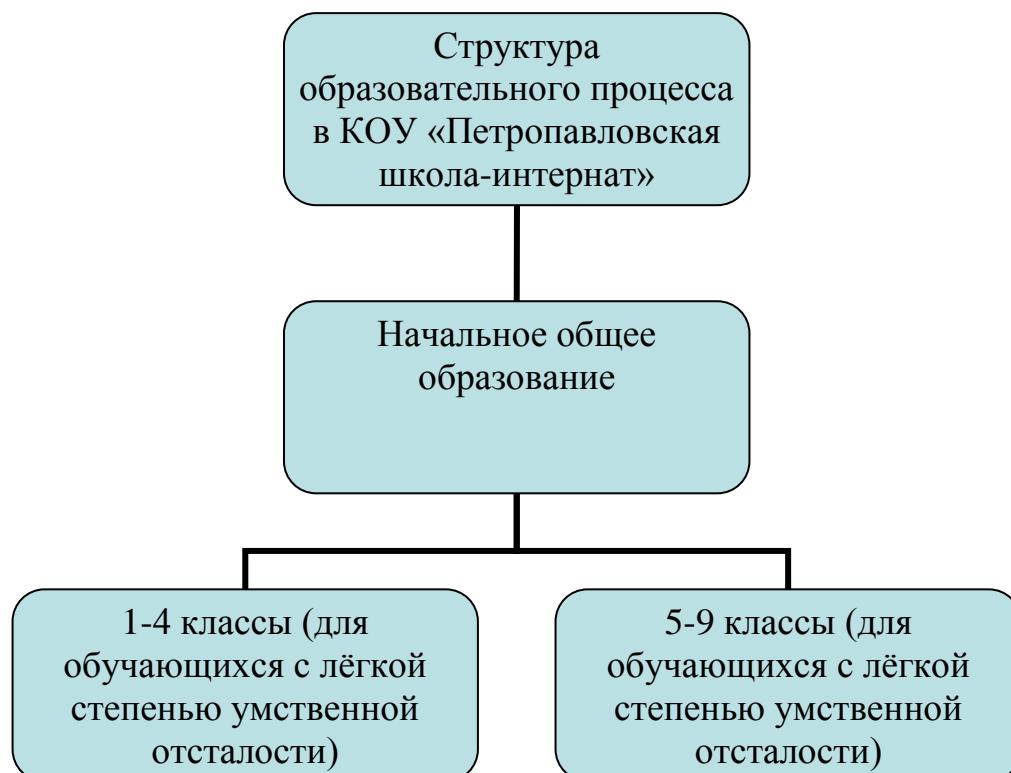 Структура
образовательного процесса
в КОУ «Петропавловская
школа-интернат»
Начальное общее
образование
1-4 классы (для
обучающихся с лёгкой
степенью умственной
отсталости)
5-9 классы (для
обучающихся с лёгкой
степенью умственной
отсталости)